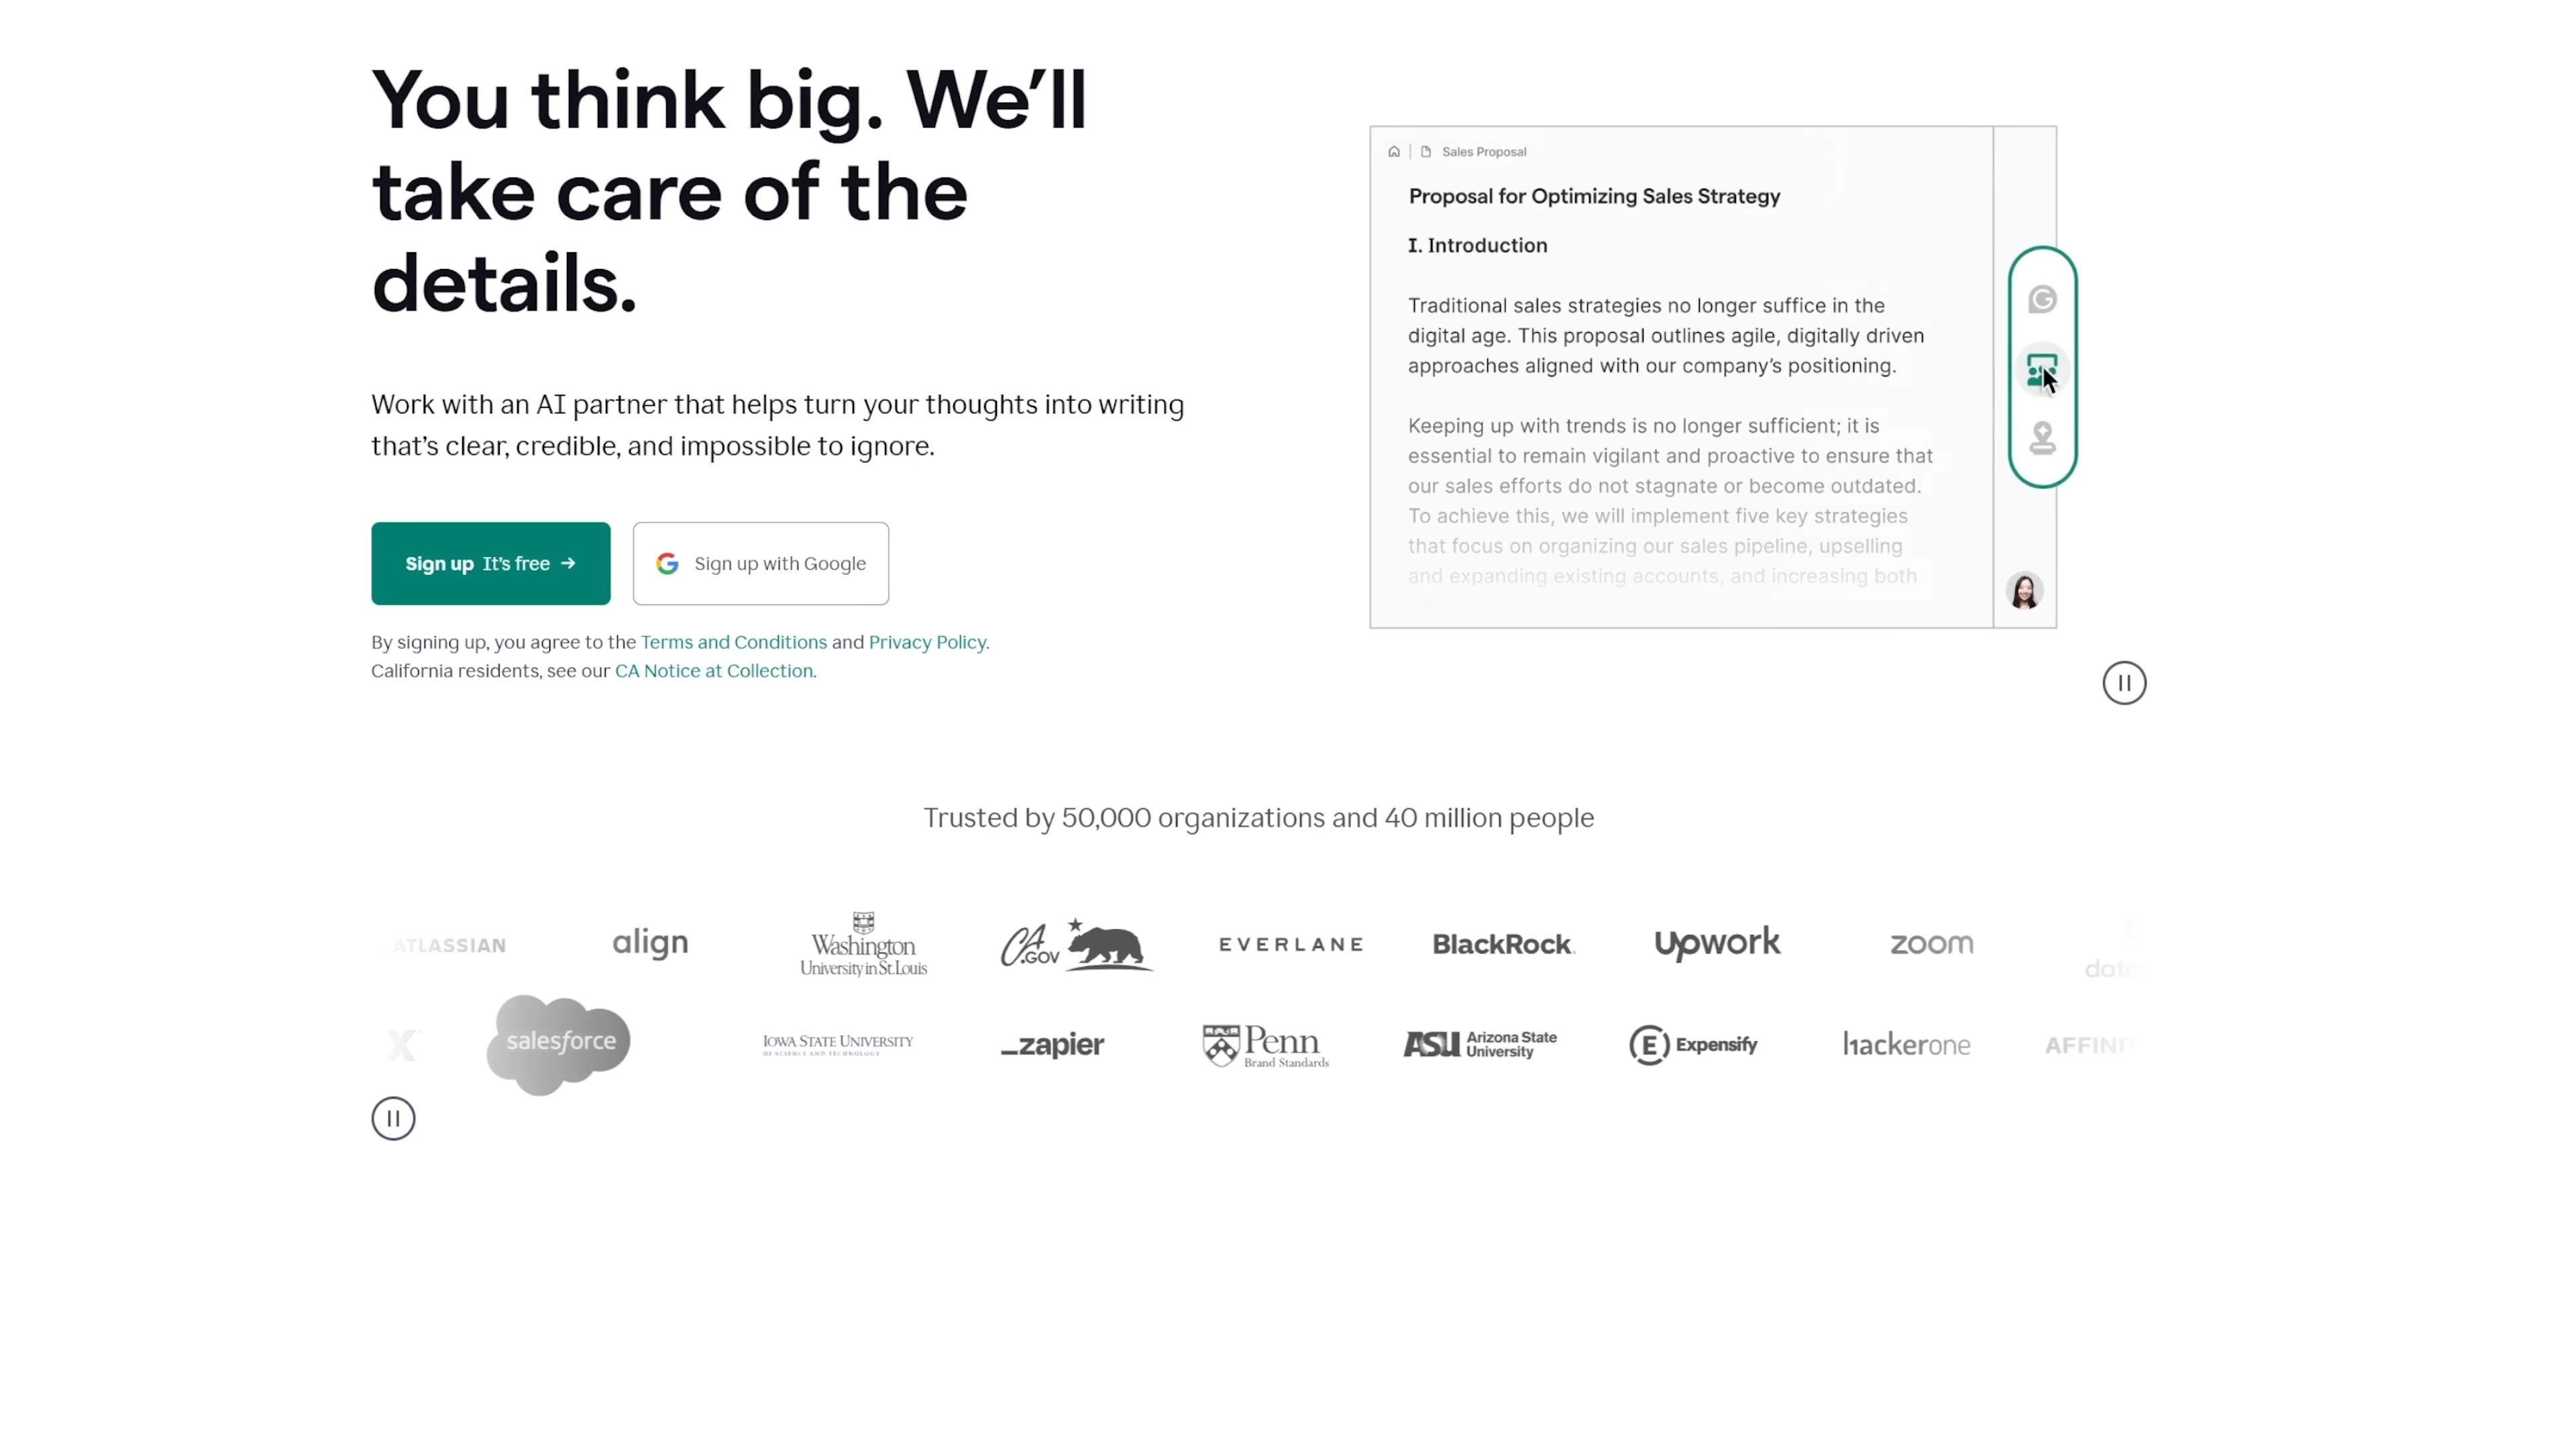 You think big. We’ll
take care of the
details.
Work with an AI partner that helps turn your thoughts into writing
that’s clear, credible, and impossible to ignore.
Sign up It’s free →
Sign up with Google
By signing up, you agree to the Terms and Conditions and Privacy Policy.
California residents, see our CA Notice at Collection.
Sales Proposal
Proposal for Optimizing Sales Strategy
I. Introduction
Traditional sales strategies no longer suffice in the
digital age. This proposal outlines agile, digitally driven
approaches aligned with our company’s positioning.
Keeping up with trends is no longer sufficient; it is
essential to remain vigilant and proactive to ensure that
our sales efforts do not stagnate or become outdated.
To achieve this, we will implement five key strategies
that focus on organizing our sales pipeline, upselling
and expanding existing accounts, and increasing both
Trusted by 50,000 organizations and 40 million people
ATLASSIAN
align
Washington
University in St. Louis
CA.GOV
EVERLANE
BlackRock.
Upwork
zoom
salesforce
IOWA STATE UNIVERSITY
OF SCIENCE AND TECHNOLOGY
_zapier
Penn
Brand Standards
ASU Arizona State
University
E Expensify
hackerone